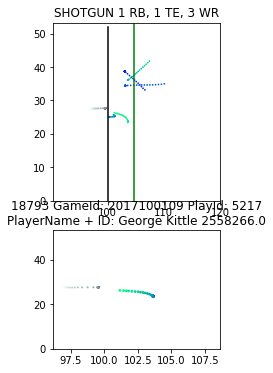 SHOTGUN 1 RB, 1 TE, 3 WR
50
40
30
20
10
0
100 110 120
18793 GameId: 2017100109 PlayId: 5217
PlayerName + ID: George Kittle 2558266.0
40
20
0
97.5 100.0 102.5 105.0 107.5